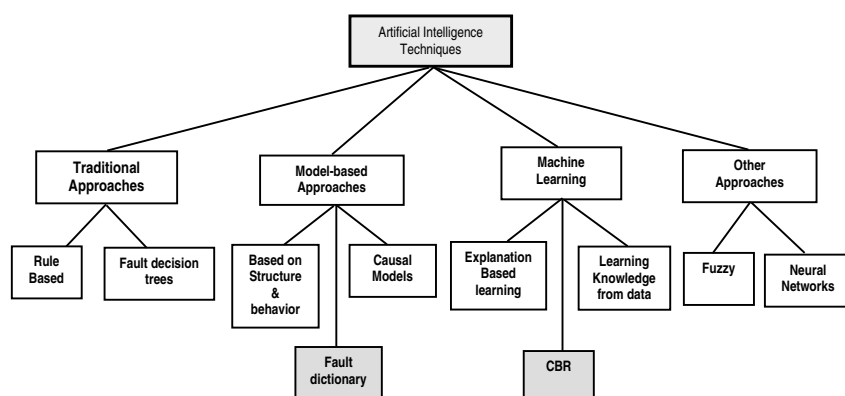 Artificial Intelligence
Techniques
Traditional
Approaches
Model-based
Approaches
Machine
Learning
Other
Approaches
Rule
Based
Fault decision
trees
Based on
Structure
&
behavior
Causal
Models
Explanation
Based
learning
Learning
Knowledge
from data
Fuzzy
Neural
Networks
Fault
dictionary
CBR